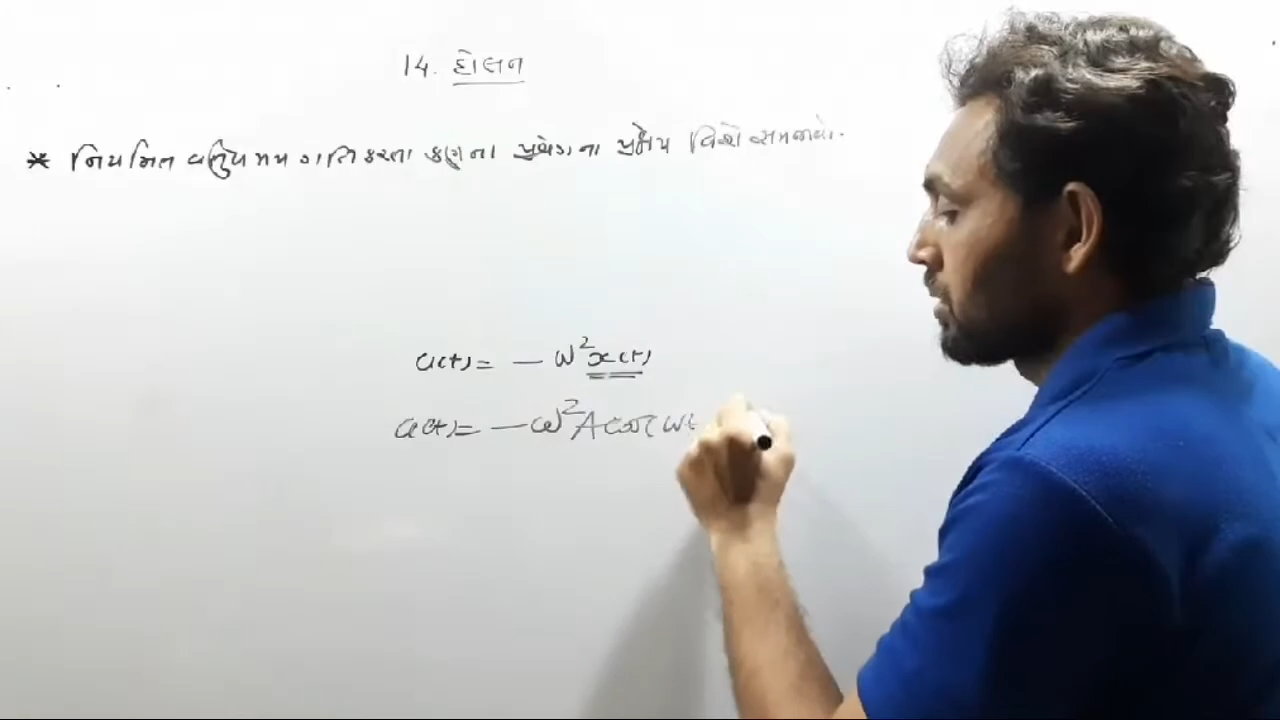 14. દોલન
* નિયમિત વર્તુળમય ગતિ કરતા કણના પ્રવેગના પ્રક્ષેપ વિશે સમજાવો.
a(t) = - ω²x(t)
a(t) = - ω²A cos(ωt